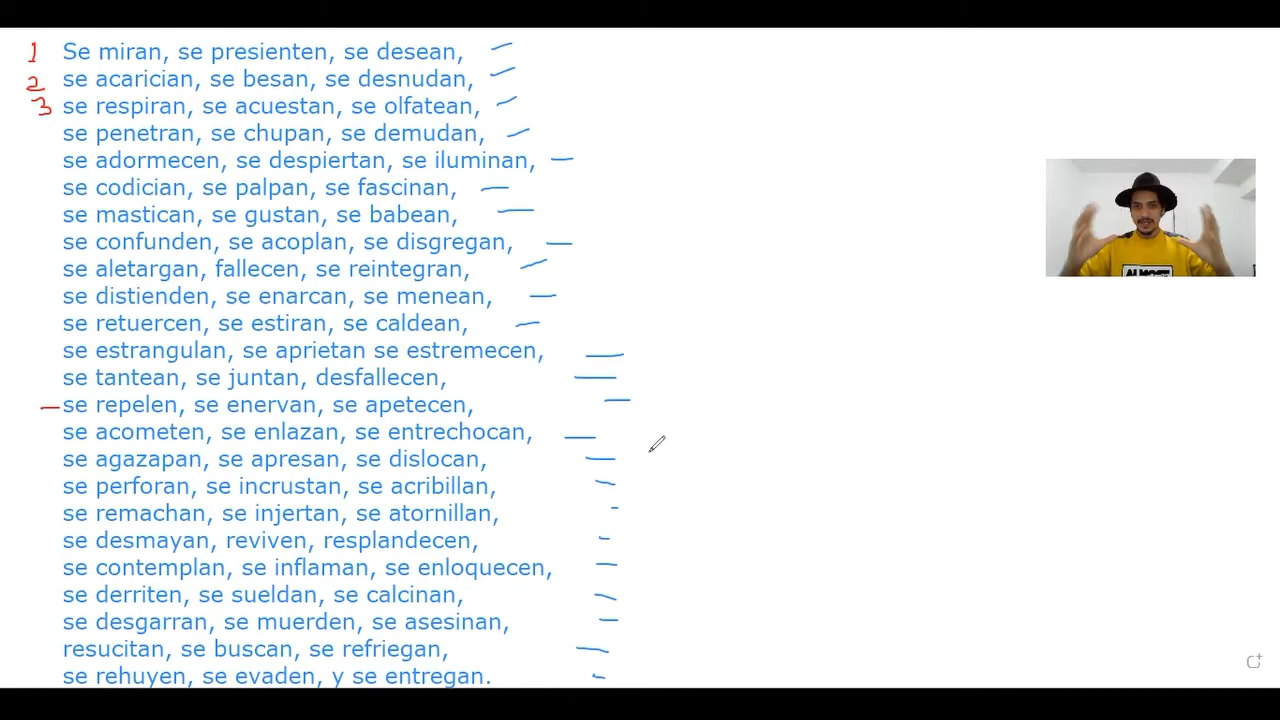 1 Se miran, se presienten, se desean,
2 se acarician, se besan, se desnudan,
3 se respiran, se acuestan, se olfatean,
se penetran, se chupan, se demudan,
se adormecen, se despiertan, se iluminan,
se codician, se palpan, se fascinan,
se mastican, se gustan, se babean,
se confunden, se acoplan, se disgregan,
se aletargan, fallecen, se reintegran,
se distienden, se enarcan, se menean,
se retuercen, se estiran, se caldean,
se estrangulan, se aprietan se estremecen,
se tantean, se juntan, desfallecen,
se repelen, se enervan, se apetecen,
se acometen, se enlazan, se entrechocan,
se agazapan, se apresan, se dislocan,
se perforan, se incrustan, se acribillan,
se remachan, se injertan, se atornillan,
se desmayan, reviven, resplandecen,
se contemplan, se inflaman, se enloquecen,
se derriten, se sueldan, se calcinan,
se desgarran, se muerden, se asesinan,
resucitan, se buscan, se refriegan,
se rehuyen, se evaden, y se entregan.
ALMOST